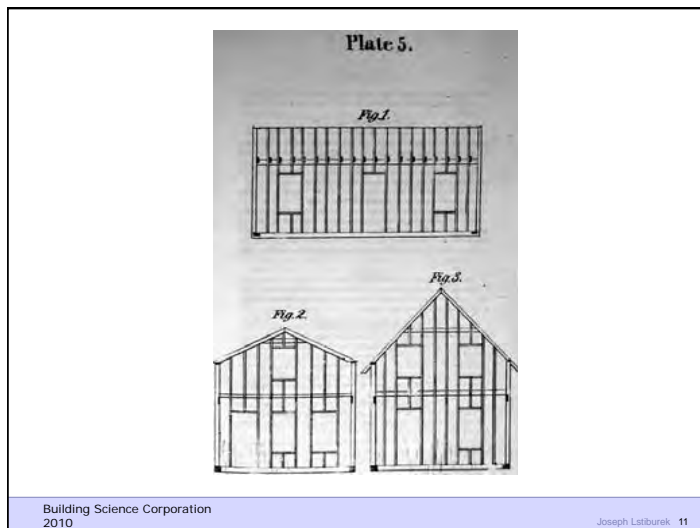 Plate 5.
Fig.1.
Fig.2.
Fig.3.
Building Science Corporation
2010
Joseph Lstiburek 11